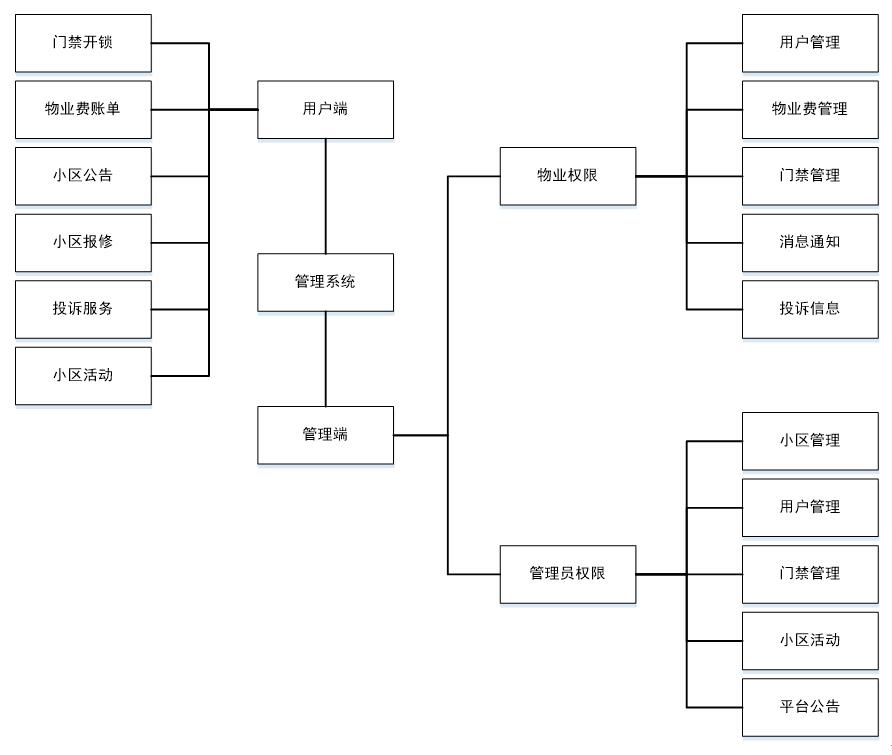 门禁开锁
物业费账单
小区公告
小区报修
投诉服务
小区活动
用户端
管理系统
管理端
物业权限
管理员权限
用户管理
物业费管理
门禁管理
消息通知
投诉信息
小区管理
用户管理
门禁管理
小区活动
平台公告